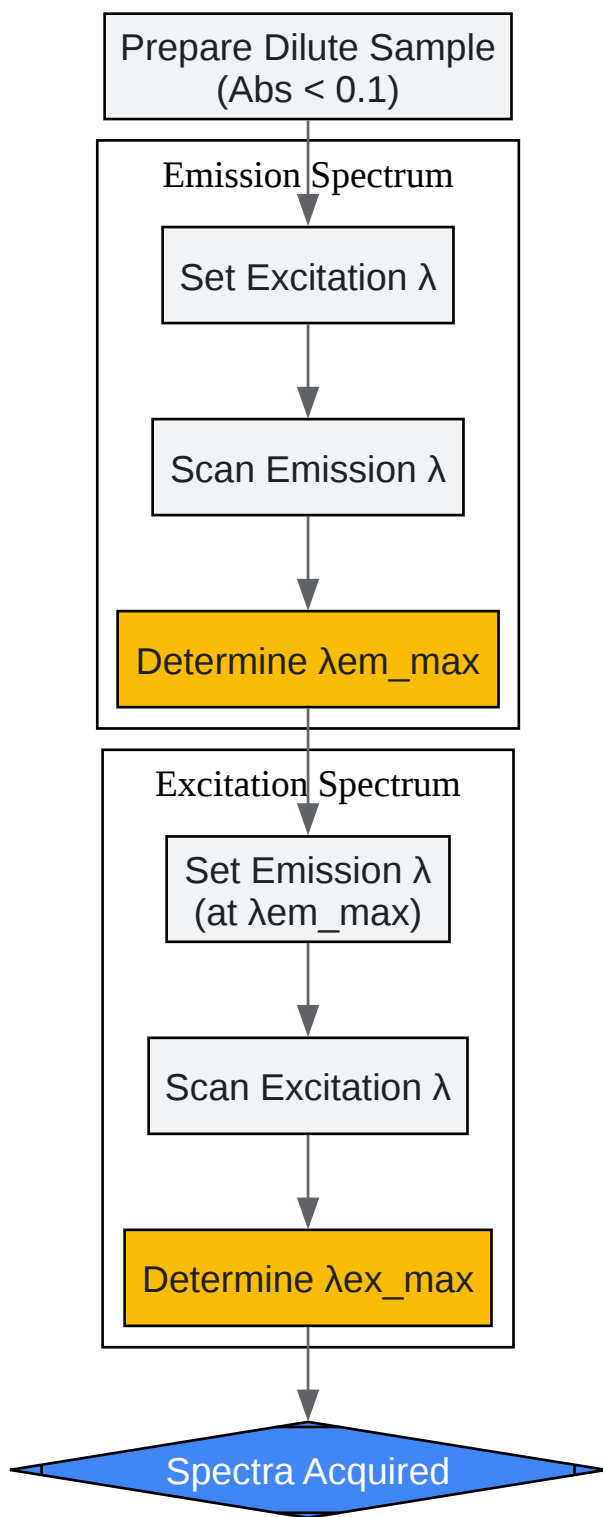 Prepare Dilute Sample
(Abs < 0.1)
Emission Spectrum
Set Excitation λ
Scan Emission λ
Determine λem_max
Excitation Spectrum
Set Emission λ
(at λem_max)
Scan Excitation λ
Determine λex_max
Spectra Acquired